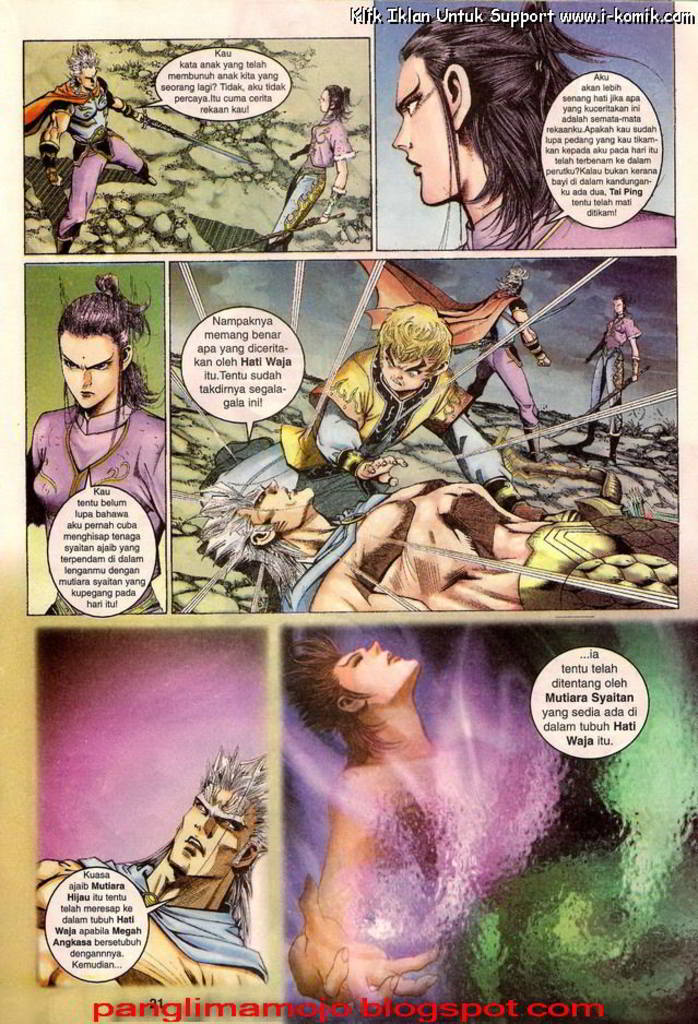 Klik Iklan Untuk Support www.i-komik.com
Kau
kata anak yang telah
membunuh anak kita yang
seorang lagi? Tidak, aku tidak
percaya.Itu cuma cerita
rekaan kau!
Aku
akan lebih
senang hati jika apa
yang kuceritakan ini
adalah semata-mata
rekaanku.Apakah kau sudah
lupa pedang yang kau tikam-
kan kepada aku pada hari itu
telah terbenam ke dalam
perutku?Kalau bukan kerana
bayi di dalam kandungan-
ku ada dua, Tai Ping
tentu telah mati
ditikam!
Kau
tentu belum
lupa bahawa
aku pernah cuba
menghisap tenaga
syaitan ajaib yang
terpendam di dalam
lenganmu dengan
mutiara syaitan yang
kupegang pada
hari itu!
Nampaknya
memang benar
apa yang dicerita-
kan oleh Hati Waja
itu.Tentu sudah
takdirnya segala-
gala ini!
Kuasa
ajaib Mutiara
Hijau itu tentu
telah meresap ke
dalam tubuh Hati
Waja apabila Megah
Angkasa bersetubuh
dengannnya.
Kemudian...
...ia
tentu telah
ditentang oleh
Mutiara Syaitan
yang sedia ada di
dalam tubuh Hati
Waja itu.
21
panglimamojo.blogspot.com